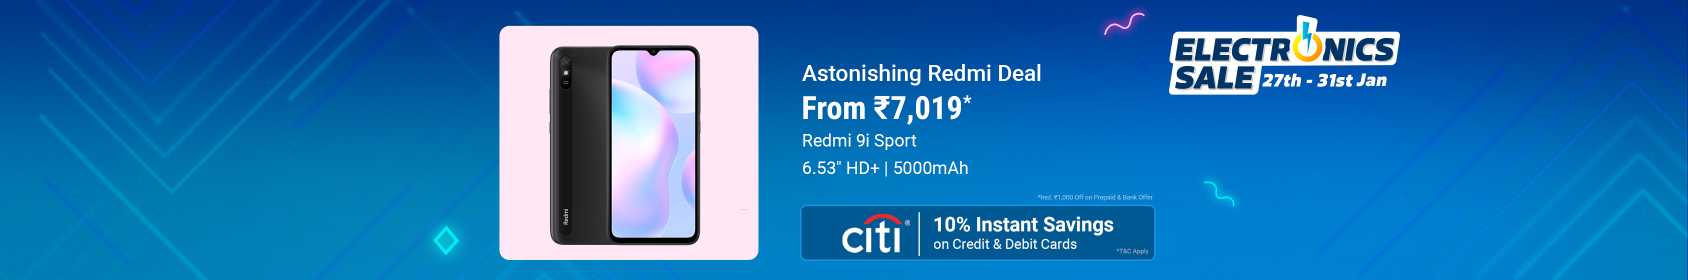 Astonishing Redmi Deal
From ₹7,019*
Redmi 9i Sport
6.53" HD+ | 5000mAh
*Incl. ₹1,000 Off on Prepaid & Bank Offer
citi®
10% Instant Savings
on Credit & Debit Cards
*T&C Apply
ELECTRONICS
SALE 27th - 31st Jan
Redmi